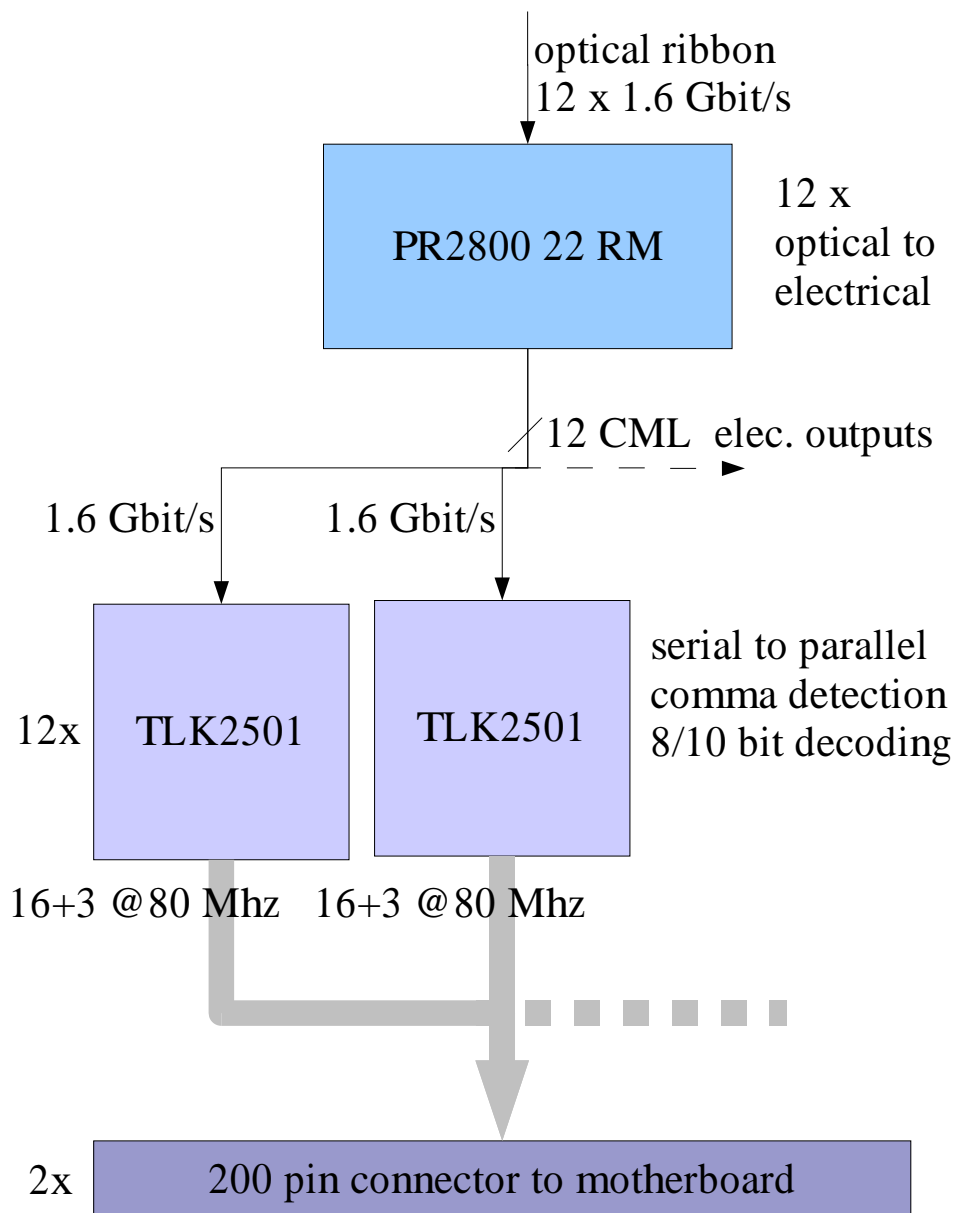 optical ribbon
12 x 1.6 Gbit/s
PR2800 22 RM
12 x
optical to
electrical
12 CML  elec. outputs
1.6 Gbit/s
1.6 Gbit/s
12x
TLK2501
TLK2501
serial to parallel
comma detection
8/10 bit decoding
16+3 @80 Mhz
16+3 @80 Mhz
2x
200 pin connector to motherboard